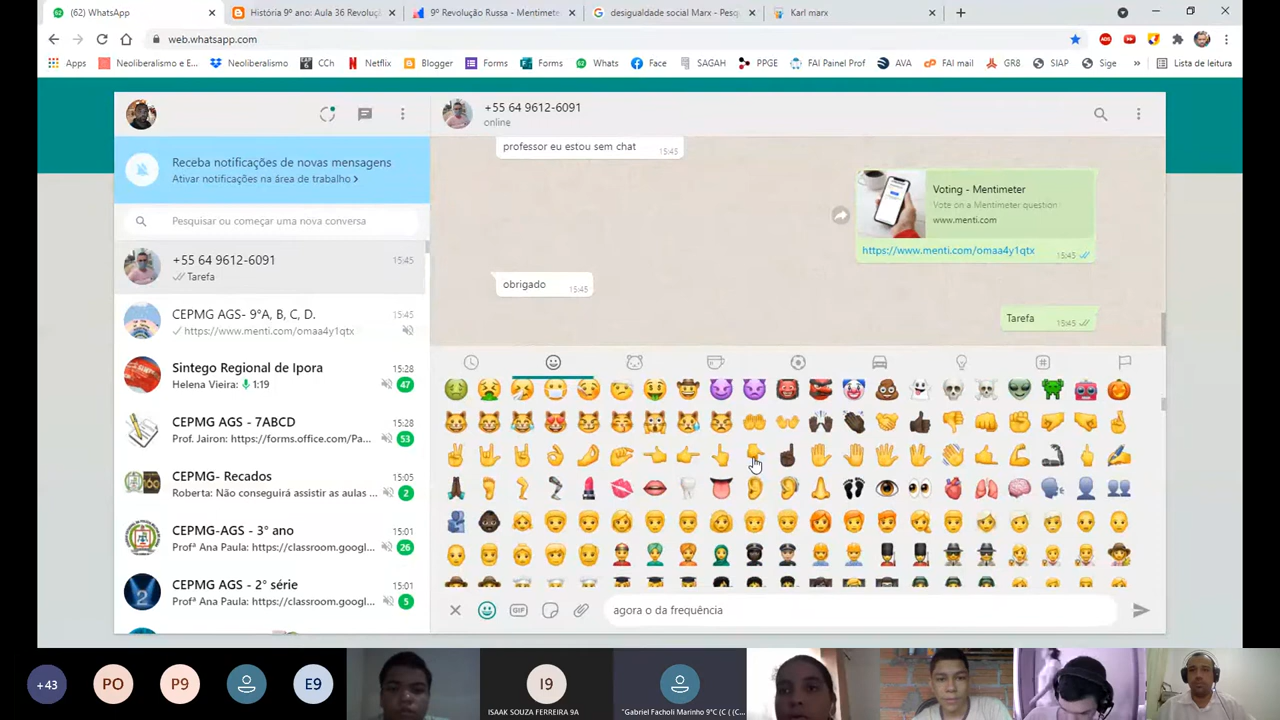 (62) WhatsApp
História 9º ano: Aula 36 Revoluç
9º Revolução Russa - Mentimete
desigualdade social Marx - Pesq
Karl marx
web.whatsapp.com
Apps
Neoliberalismo e E...
Neoliberalismo
CCh
Netflix
Blogger
Forms
Forms
Whats
Face
SAGAH
PPGE
FAI Painel Prof
AVA
FAI mail
GR8
SIAP
Sige
»
Lista de leitura
+55 64 9612-6091
online
Receba notificações de novas mensagens
Ativar notificações na área de trabalho >
Pesquisar ou começar uma nova conversa
+55 64 9612-6091 15:45
Tarefa
CEPMG AGS- 9°A, B, C, D. 15:45
https://www.menti.com/omaa4y1qtx
Sintego Regional de Ipora 15:28
Helena Vieira: 1:19 47
CEPMG AGS - 7ABCD 15:28
Prof. Jairon: https://forms.office.com/Pa... 53
CEPMG- Recados 15:05
Roberta: Não conseguirá assistir as aulas ... 2
CEPMG-AGS - 3° ano 15:01
Profª Ana Paula: https://classroom.googl... 26
CEPMG AGS - 2° série 15:01
Profª Ana Paula: https://classroom.googl... 5
professor eu estou sem chat 15:45
Voting - Mentimeter
Vote on a Mentimeter question
www.menti.com
https://www.menti.com/omaa4y1qtx 15:45
obrigado 15:45
Tarefa 15:45
GIF
agora o da frequência
+43
PO
P9
E9
I9
ISAAK SOUZA FERREIRA 9A
"Gabriel Facholi Marinho 9°C (C ( (C...